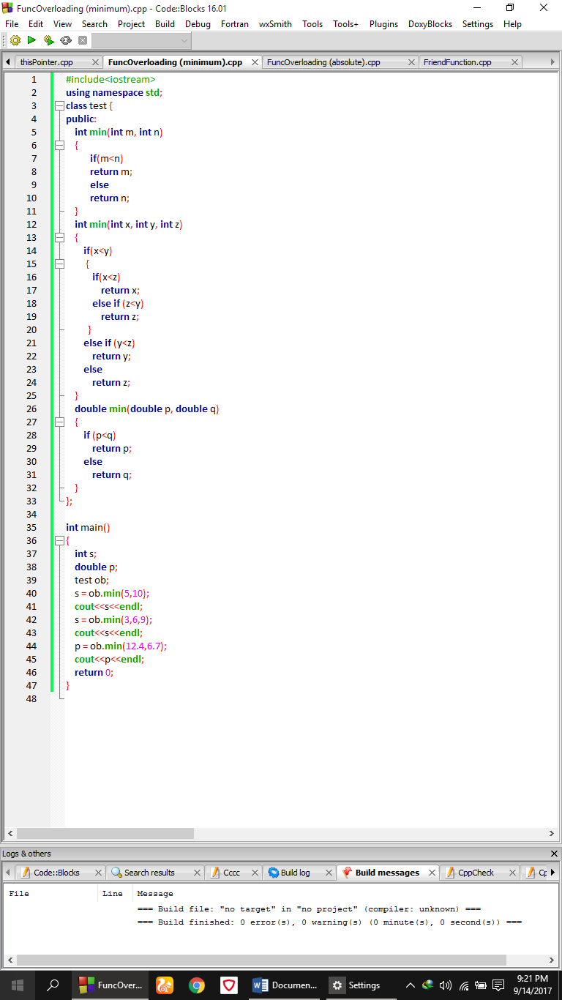 FuncOverloading (minimum).cpp - Code::Blocks 16.01
File Edit View Search Project Build Debug Fortran wxSmith Tools Tools+ Plugins DoxyBlocks Settings Help
thisPointer.cpp FuncOverloading (minimum).cpp FuncOverloading (absolute).cpp FriendFunction.cpp
1 #include<iostream>
2 using namespace std;
3 class test {
4 public:
5 int min(int m, int n)
6 {
7 if(m<n)
8 return m;
9 else
10 return n;
11 }
12 int min(int x, int y, int z)
13 {
14 if(x<y)
15 {
16 if(x<z)
17 return x;
18 else if (z<y)
19 return z;
20 }
21 else if (y<z)
22 return y;
23 else
24 return z;
25 }
26 double min(double p, double q)
27 {
28 if (p<q)
29 return p;
30 else
31 return q;
32 }
33 };
34
35 int main()
36 {
37 int s;
38 double p;
39 test ob;
40 s = ob.min(5,10);
41 cout<<s<<endl;
42 s = ob.min(3,6,9);
43 cout<<s<<endl;
44 p = ob.min(12.4,6.7);
45 cout<<p<<endl;
46 return 0;
47 }
48
Logs & others
Code::Blocks Search results Cccc Build log Build messages CppCheck
File Line Message
=== Build file: "no target" in "no project" (compiler: unknown) ===
=== Build finished: 0 error(s), 0 warning(s) (0 minute(s), 0 second(s)) ===
FuncOver... Documen... Settings
9:21 PM
9/14/2017